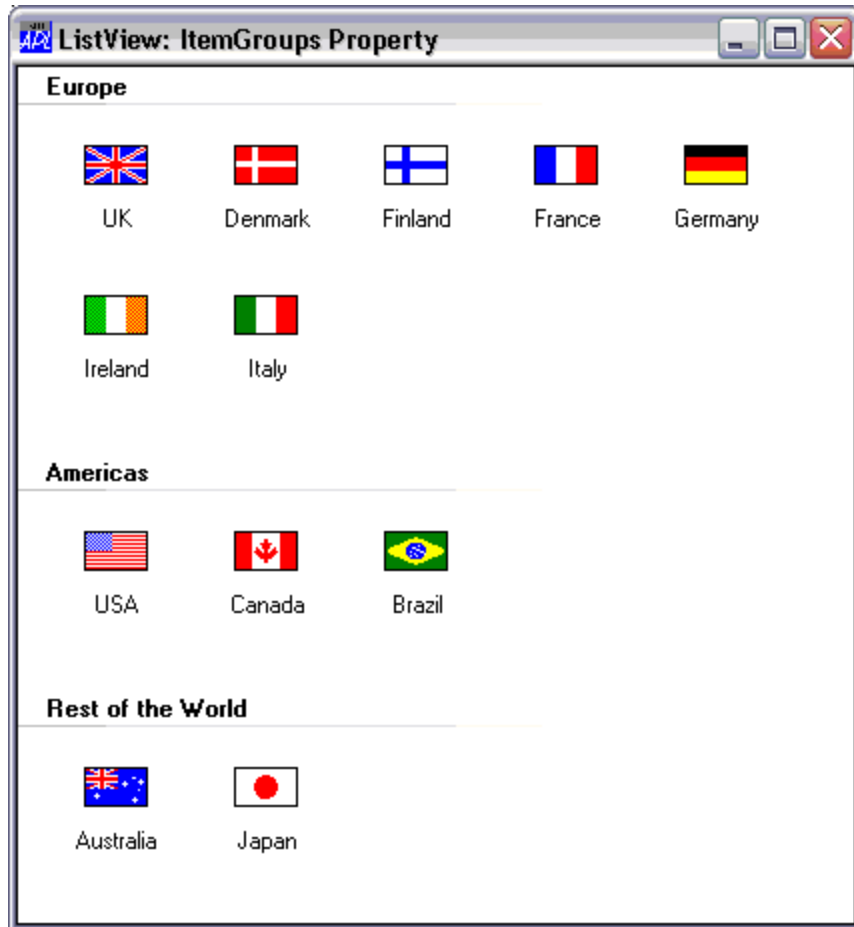 APL ListView: ItemGroups Property
Europe
UK Denmark Finland France Germany
Ireland Italy
Americas
USA Canada Brazil
Rest of the World
Australia Japan